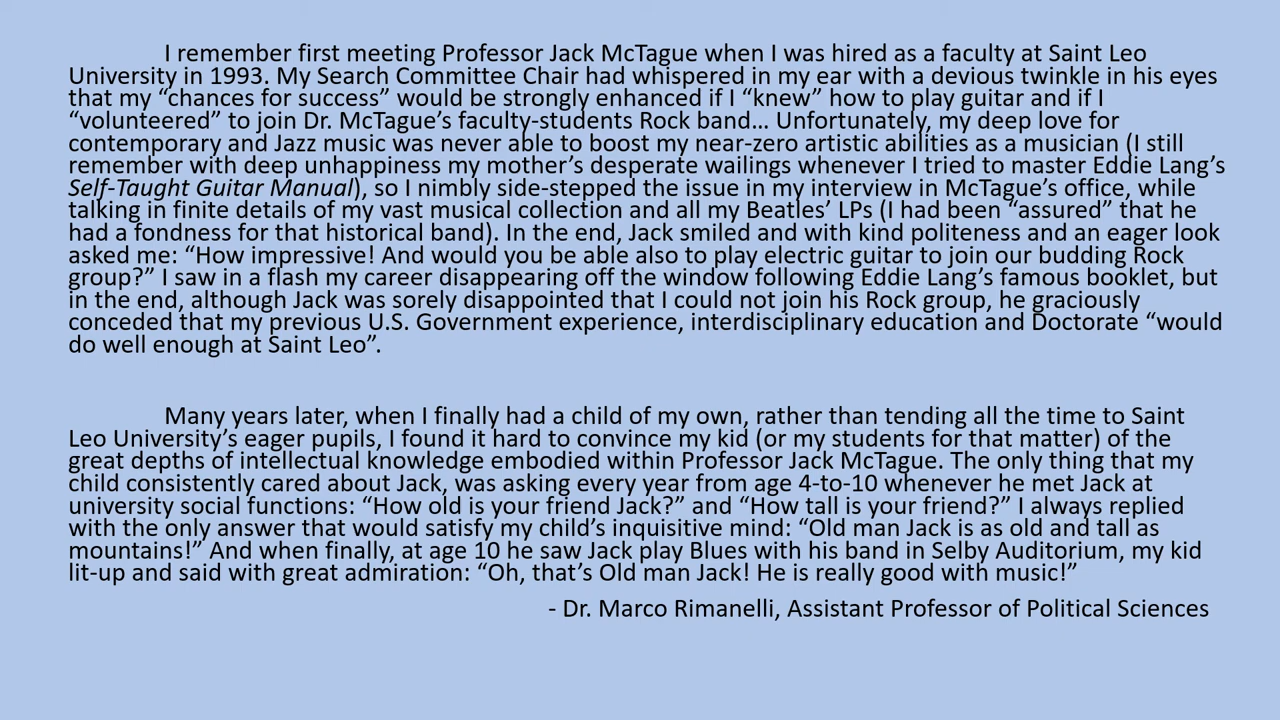 I remember first meeting Professor Jack McTague when I was hired as a faculty at Saint Leo
University in 1993. My Search Committee Chair had whispered in my ear with a devious twinkle in his eyes
that my “chances for success” would be strongly enhanced if I “knew” how to play guitar and if I
“volunteered” to join Dr. McTague’s faculty-students Rock band… Unfortunately, my deep love for
contemporary and Jazz music was never able to boost my near-zero artistic abilities as a musician (I still
remember with deep unhappiness my mother’s desperate wailings whenever I tried to master Eddie Lang’s
Self-Taught Guitar Manual), so I nimbly side-stepped the issue in my interview in McTague’s office, while
talking in finite details of my vast musical collection and all my Beatles’ LPs (I had been “assured” that he
had a fondness for that historical band). In the end, Jack smiled and with kind politeness and an eager look
asked me: “How impressive! And would you be able also to play electric guitar to join our budding Rock
group?” I saw in a flash my career disappearing off the window following Eddie Lang’s famous booklet, but
in the end, although Jack was sorely disappointed that I could not join his Rock group, he graciously
conceded that my previous U.S. Government experience, interdisciplinary education and Doctorate “would
do well enough at Saint Leo”.
Many years later, when I finally had a child of my own, rather than tending all the time to Saint
Leo University’s eager pupils, I found it hard to convince my kid (or my students for that matter) of the
great depths of intellectual knowledge embodied within Professor Jack McTague. The only thing that my
child consistently cared about Jack, was asking every year from age 4-to-10 whenever he met Jack at
university social functions: “How old is your friend Jack?” and “How tall is your friend?” I always replied
with the only answer that would satisfy my child’s inquisitive mind: “Old man Jack is as old and tall as
mountains!” And when finally, at age 10 he saw Jack play Blues with his band in Selby Auditorium, my kid
lit-up and said with great admiration: “Oh, that’s Old man Jack! He is really good with music!”
- Dr. Marco Rimanelli, Assistant Professor of Political Sciences